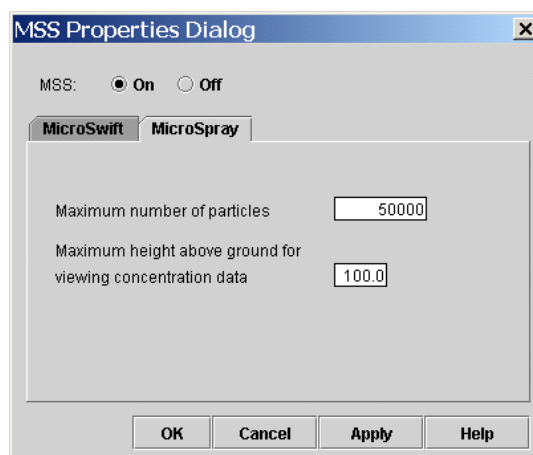 MSS Properties Dialog
MSS: On Off
MicroSwift MicroSpray
Maximum number of particles 50000
Maximum height above ground for
viewing concentration data 100.0
OK Cancel Apply Help